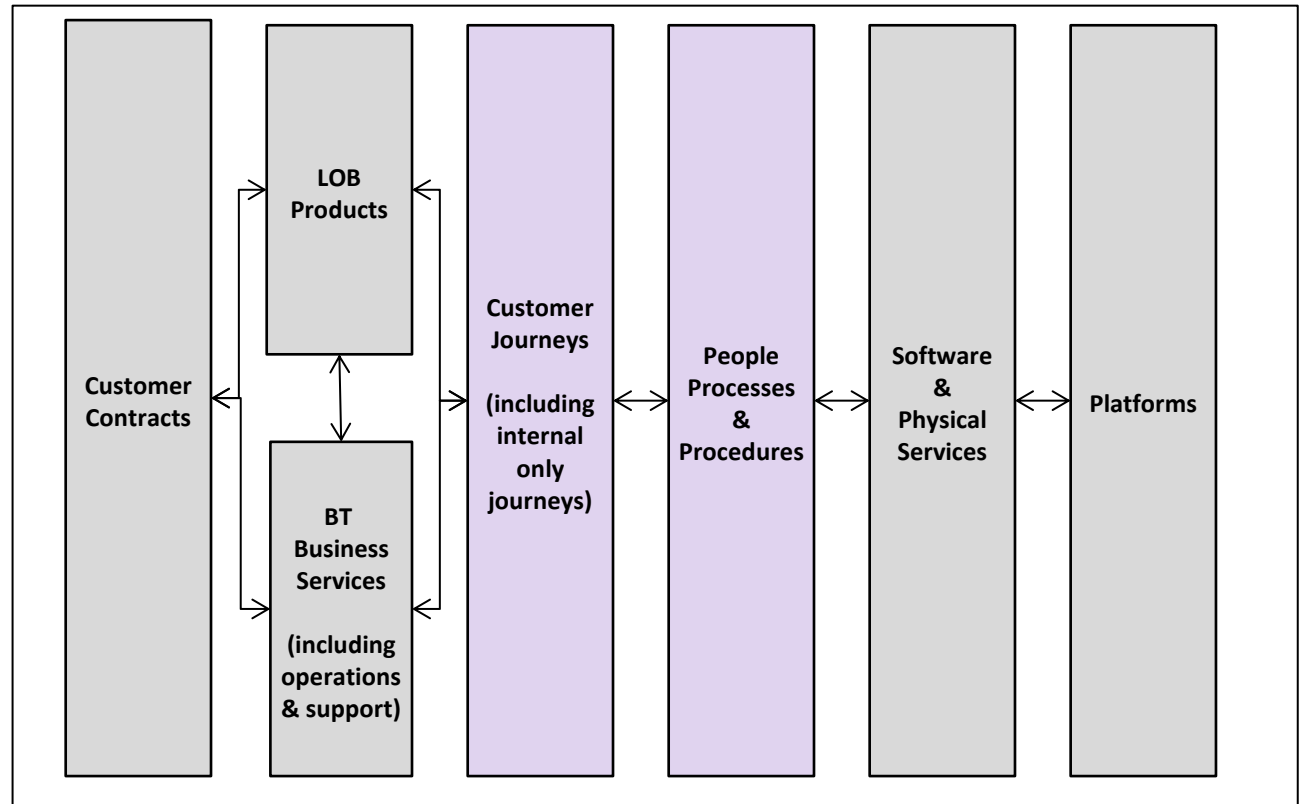 Customer
Contracts
LOB
Products
BT
Business
Services
(including
operations
& support)
Customer
Journeys
(including
internal
only
journeys)
People
Processes
&
Procedures
Software
&
Physical
Services
Platforms